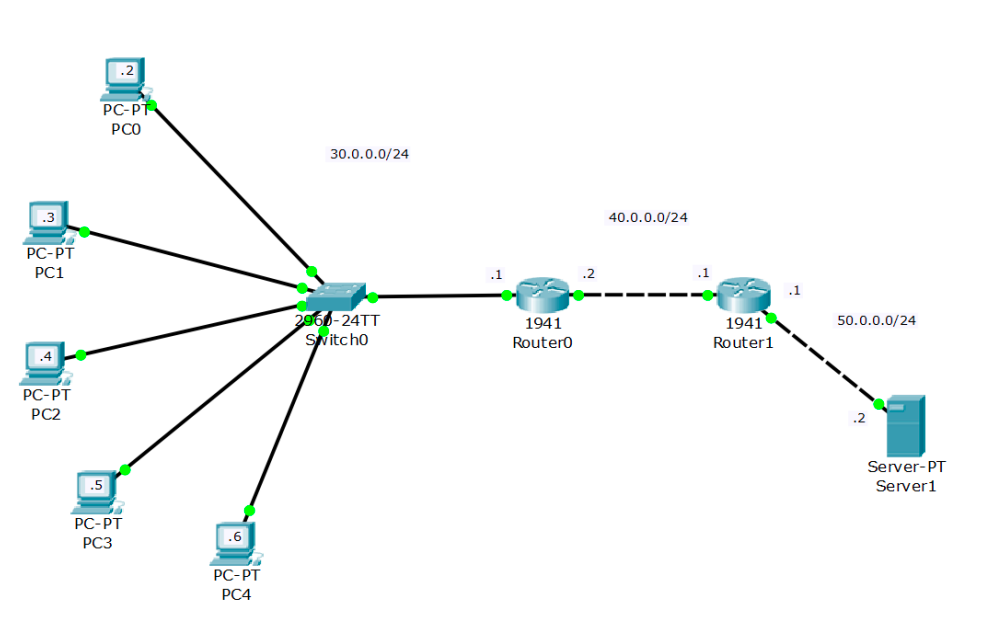 .2
PC-PT
PC0
30.0.0.0/24
.3
PC-PT
PC1
40.0.0.0/24
.1
.2
.1
.1
2960-24TT
Switch0
1941
Router0
1941
Router1
50.0.0.0/24
.4
PC-PT
PC2
.2
Server-PT
Server1
.5
PC-PT
PC3
.6
PC-PT
PC4